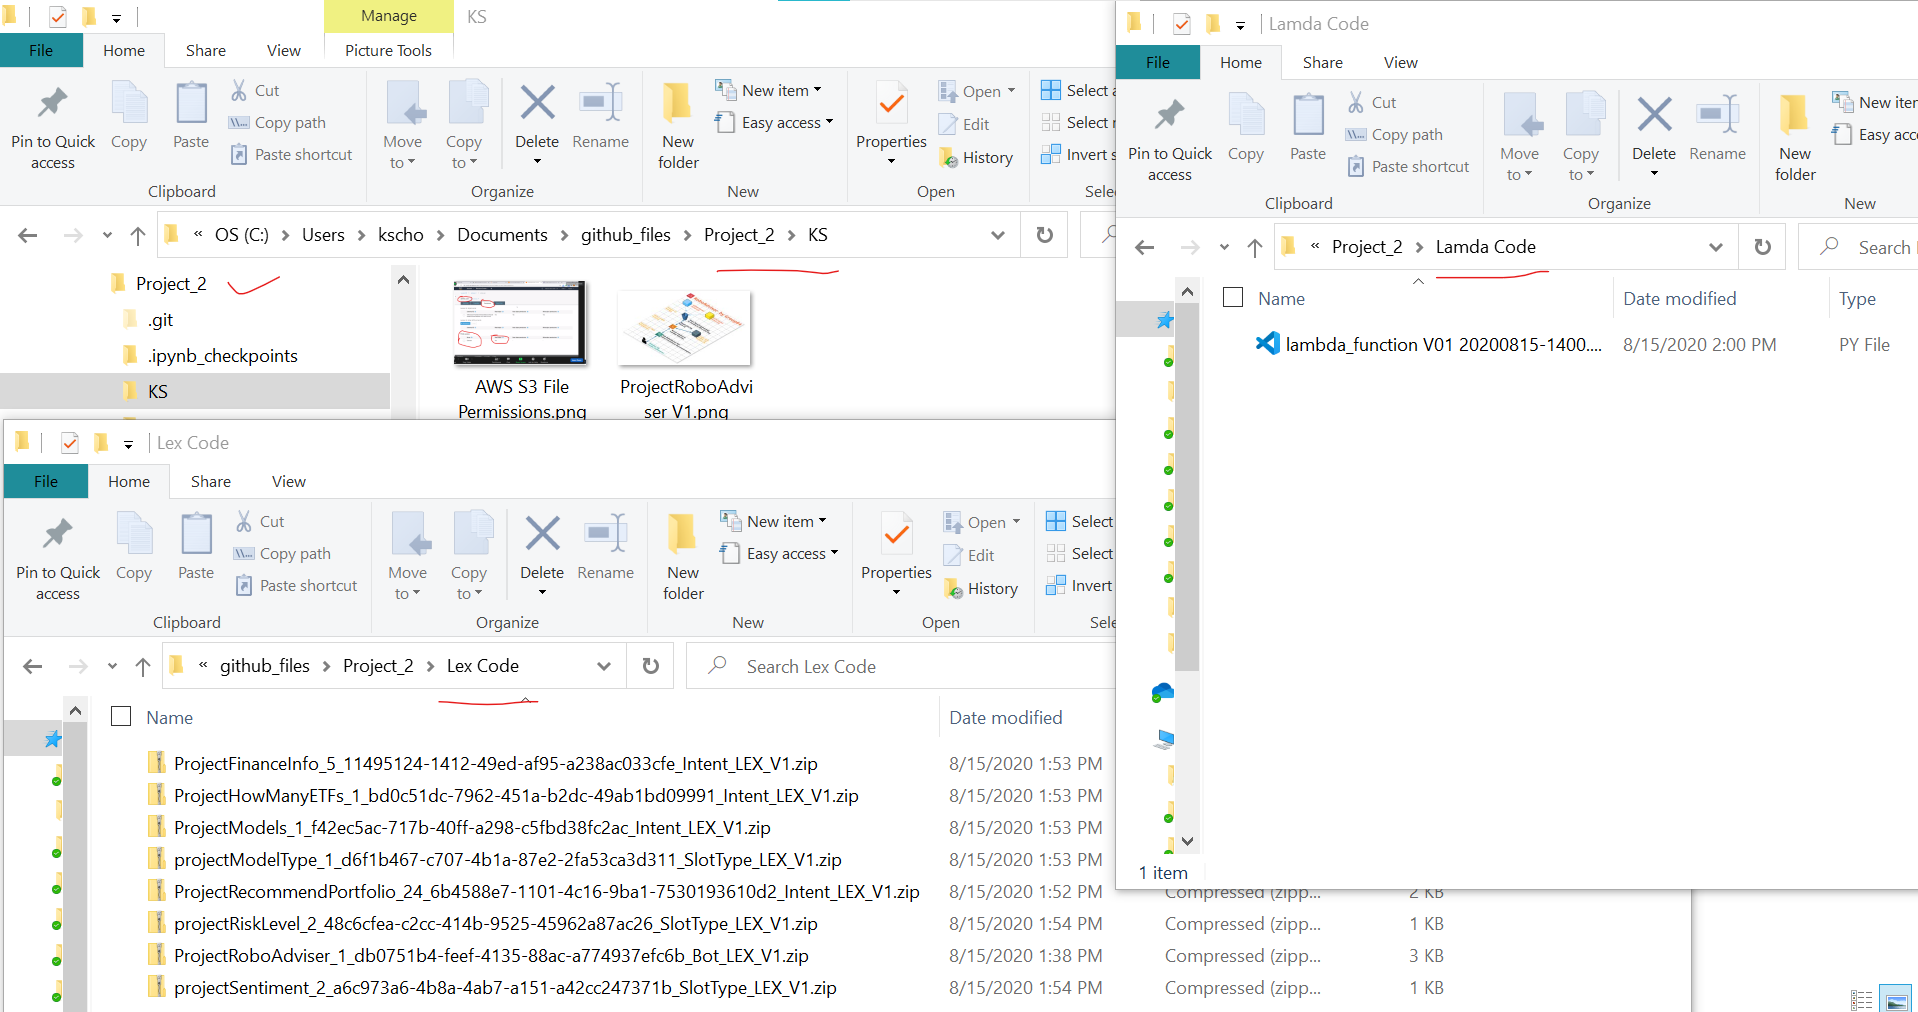 Manage
KS
File
Home
Share
View
Picture Tools
Pin to Quick access
Copy
Paste
Cut
Copy path
Paste shortcut
Clipboard
Move to
Copy to
Delete
Rename
Organize
New folder
New item
Easy access
New
Properties
Open
Edit
History
Open
Select a
Select
Invert s
Selec
« OS (C:) > Users > kscho > Documents > github_files > Project_2 > KS
Project_2
.git
.ipynb_checkpoints
KS
AWS S3 File
Permissions.png
ProjectRoboAdvi
ser V1.png
Lamda Code
File
Home
Share
View
Pin to Quick access
Copy
Paste
Cut
Copy path
Paste shortcut
Clipboard
Move to
Copy to
Delete
Rename
Organize
New folder
New item
Easy acce
New
« Project_2 > Lamda Code
Search
Name
Date modified
Type
lambda_function V01 20200815-1400....
8/15/2020 2:00 PM
PY File
1 item
Lex Code
File
Home
Share
View
Pin to Quick access
Copy
Paste
Cut
Copy path
Paste shortcut
Clipboard
Move to
Copy to
Delete
Rename
Organize
New folder
New item
Easy access
New
Properties
Open
Edit
History
Open
Select
Select
Invert
Sele
« github_files > Project_2 > Lex Code
Search Lex Code
Name
Date modified
ProjectFinanceInfo_5_11495124-1412-49ed-af95-a238ac033cfe_Intent_LEX_V1.zip 8/15/2020 1:53 PM
ProjectHowManyETFs_1_bd0c51dc-7962-451a-b2dc-49ab1bd09991_Intent_LEX_V1.zip 8/15/2020 1:53 PM
ProjectModels_1_f42ec5ac-717b-40ff-a298-c5fbd38fc2ac_Intent_LEX_V1.zip 8/15/2020 1:53 PM
projectModelType_1_d6f1b467-c707-4b1a-87e2-2fa53ca3d311_SlotType_LEX_V1.zip 8/15/2020 1:53 PM
ProjectRecommendPortfolio_24_6b4588e7-1101-4c16-9ba1-7530193610d2_Intent_LEX_V1.zip 8/15/2020 1:52 PM Compressed (zipp... 2 KB
projectRiskLevel_2_48c6cfea-c2cc-414b-9525-45962a87ac26_SlotType_LEX_V1.zip 8/15/2020 1:54 PM Compressed (zipp... 1 KB
ProjectRoboAdviser_1_db0751b4-feef-4135-88ac-a774937efc6b_Bot_LEX_V1.zip 8/15/2020 1:38 PM Compressed (zipp... 3 KB
projectSentiment_2_a6c973a6-4b8a-4ab7-a151-a42cc247371b_SlotType_LEX_V1.zip 8/15/2020 1:54 PM Compressed (zipp... 1 KB